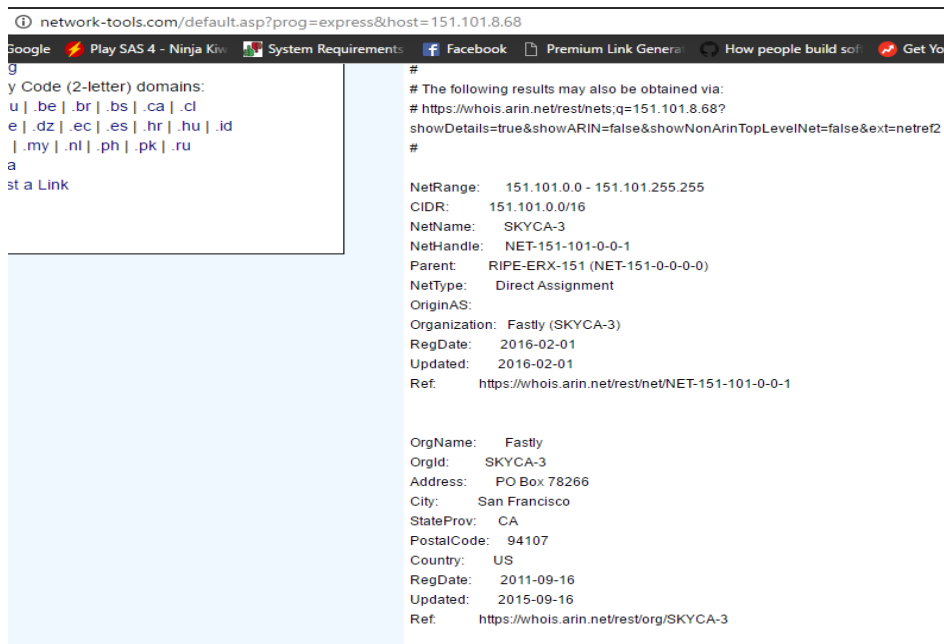 network-tools.com/default.asp?prog=express&host=151.101.8.68
Google Play SAS 4 - Ninja Kiw System Requirements Facebook Premium Link Genera How people build sof Get Yo
g
y Code (2-letter) domains:
u | .be | .br | .bs | .ca | .cl
e | .dz | .ec | .es | .hr | .hu | .id
| .my | .nl | .ph | .pk | .ru
a
st a Link
#
# The following results may also be obtained via:
# https://whois.arin.net/rest/nets;q=151.101.8.68?
showDetails=true&showARIN=false&showNonArinTopLevelNet=false&ext=netref2
#
NetRange: 151.101.0.0 - 151.101.255.255
CIDR: 151.101.0.0/16
NetName: SKYCA-3
NetHandle: NET-151-101-0-0-1
Parent: RIPE-ERX-151 (NET-151-0-0-0-0)
NetType: Direct Assignment
OriginAS:
Organization: Fastly (SKYCA-3)
RegDate: 2016-02-01
Updated: 2016-02-01
Ref: https://whois.arin.net/rest/net/NET-151-101-0-0-1
OrgName: Fastly
OrgId: SKYCA-3
Address: PO Box 78266
City: San Francisco
StateProv: CA
PostalCode: 94107
Country: US
RegDate: 2011-09-16
Updated: 2015-09-16
Ref: https://whois.arin.net/rest/org/SKYCA-3